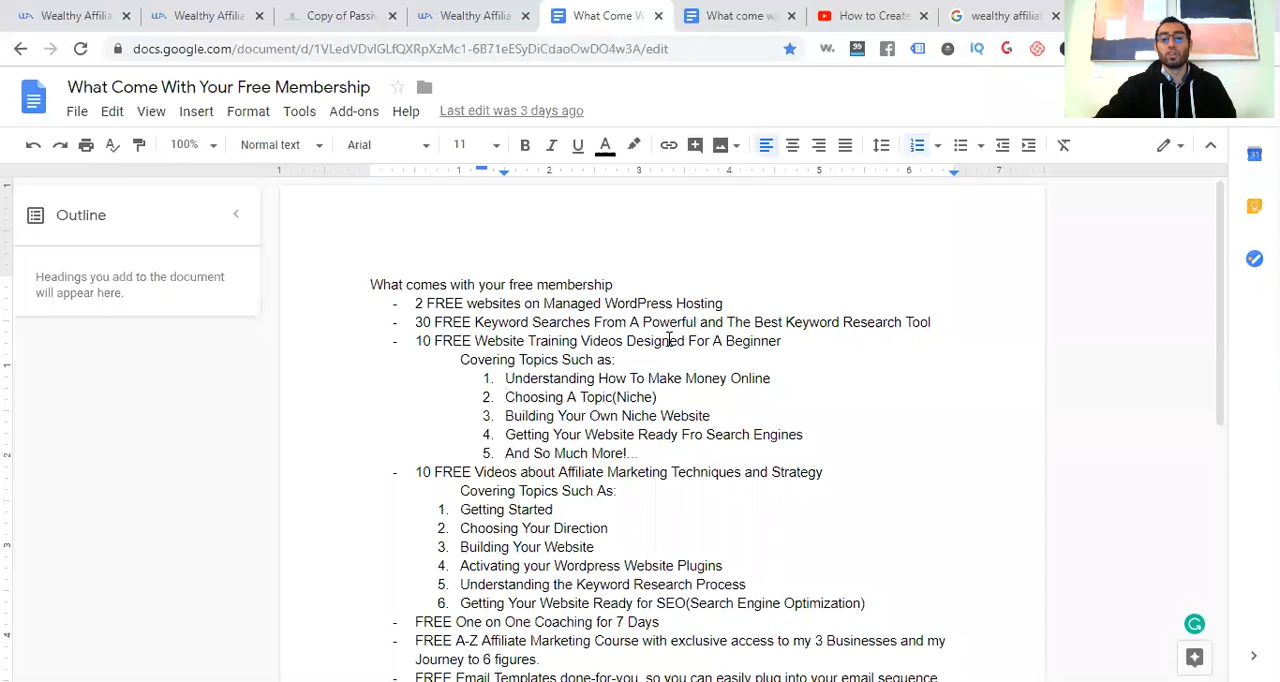 Wealthy Affilia
Wealthy Affilia
Copy of Passi
Wealthy Affilia
What Come W
What come w
How to Create
wealthy affiliat
docs.google.com/document/d/1VLedVDvlGLfQXRpXzMc1-6B71eESyDiCdaoOwDO4w3A/edit
What Come With Your Free Membership
File Edit View Insert Format Tools Add-ons Help Last edit was 3 days ago
100% Normal text Arial 11
1 1 2 3 4 5 6 7
Outline
Headings you add to the document
will appear here.
What comes with your free membership
- 2 FREE websites on Managed WordPress Hosting
- 30 FREE Keyword Searches From A Powerful and The Best Keyword Research Tool
- 10 FREE Website Training Videos Designed For A Beginner
Covering Topics Such as:
1. Understanding How To Make Money Online
2. Choosing A Topic(Niche)
3. Building Your Own Niche Website
4. Getting Your Website Ready Fro Search Engines
5. And So Much More!...
- 10 FREE Videos about Affiliate Marketing Techniques and Strategy
Covering Topics Such As:
1. Getting Started
2. Choosing Your Direction
3. Building Your Website
4. Activating your Wordpress Website Plugins
5. Understanding the Keyword Research Process
6. Getting Your Website Ready for SEO(Search Engine Optimization)
- FREE One on One Coaching for 7 Days
- FREE A-Z Affiliate Marketing Course with exclusive access to my 3 Businesses and my
Journey to 6 figures.
- FREE Email Templates done-for-you, so you can easily plug into your email sequence